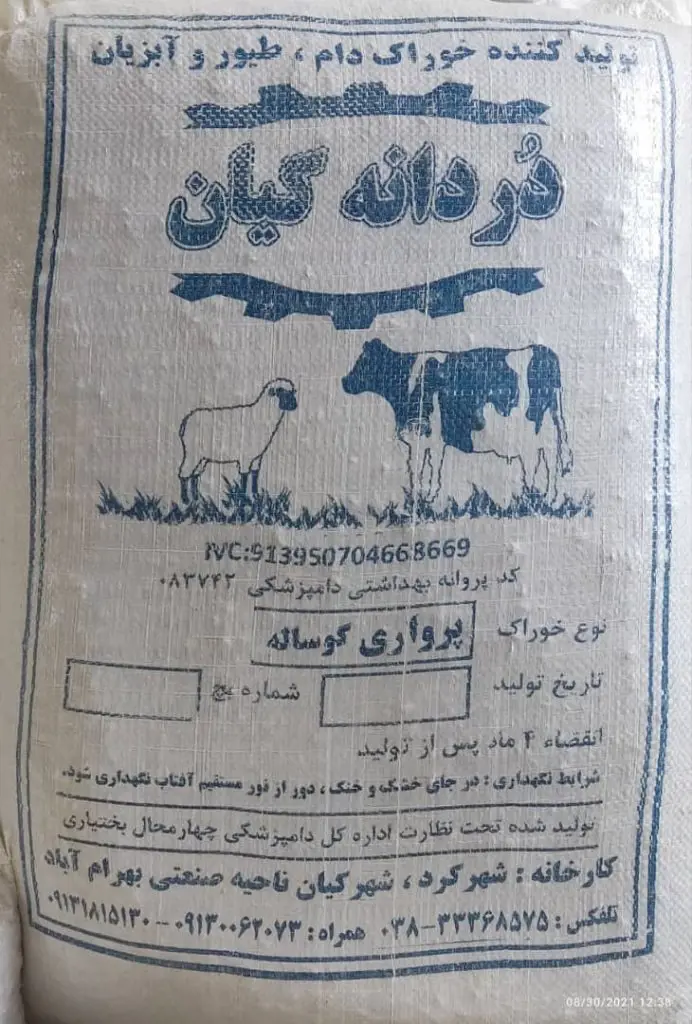 تولید کننده خوراک دام ، طیور و آبزیان
دُردانه کیان
IVC:913950704668669
کد پروانه بهداشتی دامپزشکی ۰۸۳۷۴۲
نوع خوراک پرواری گوساله
تاریخ تولید شماره بچ
انقضاء ۴ ماه پس از تولید
شرایط نگهداری : در جای خشک و خنک ، دور از نور مستقیم آفتاب نگهداری شود.
تولید شده تحت نظارت اداره کل دامپزشکی چهارمحال بختیاری
کارخانه : شهرکرد ، شهرکیان ناحیه صنعتی بهرام آباد
تلفکس : ۰۳۸-۳۳۳۶۸۵۷۵ همراه : ۰۹۱۳۰۰۶۲۰۷۳-۰۹۱۳۱۸۱۵۱۳۰
08/30/2021 12:38